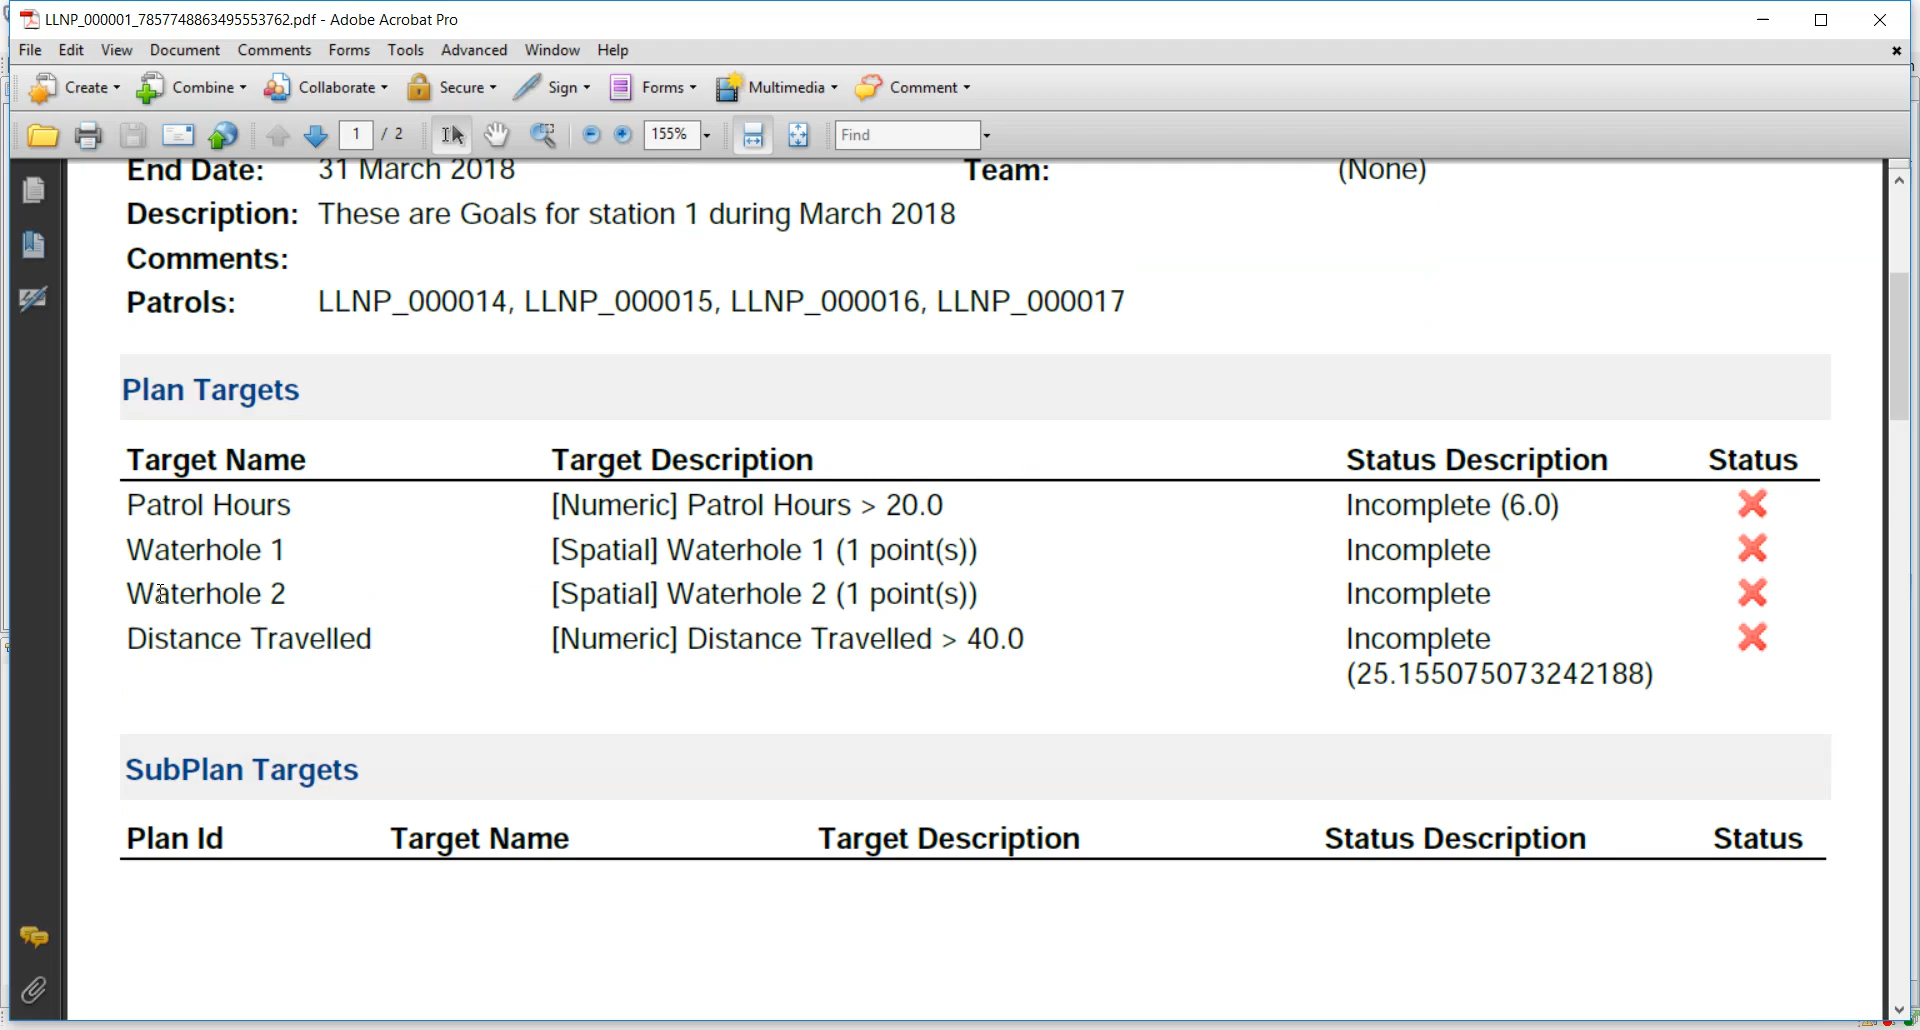 LLNP_000001_7857748863495553762.pdf - Adobe Acrobat Pro
File Edit View Document Comments Forms Tools Advanced Window Help
Create Combine Collaborate Secure Sign Forms Multimedia Comment
1 / 2 155% Find
End Date: 31 March 2018 Team: (None)
Description: These are Goals for station 1 during March 2018
Comments:
Patrols: LLNP_000014, LLNP_000015, LLNP_000016, LLNP_000017
Plan Targets
Target Name Target Description Status Description Status
Patrol Hours [Numeric] Patrol Hours > 20.0 Incomplete (6.0)
Waterhole 1 [Spatial] Waterhole 1 (1 point(s)) Incomplete
Waterhole 2 [Spatial] Waterhole 2 (1 point(s)) Incomplete
Distance Travelled [Numeric] Distance Travelled > 40.0 Incomplete
(25.155075073242188)
SubPlan Targets
Plan Id Target Name Target Description Status Description Status